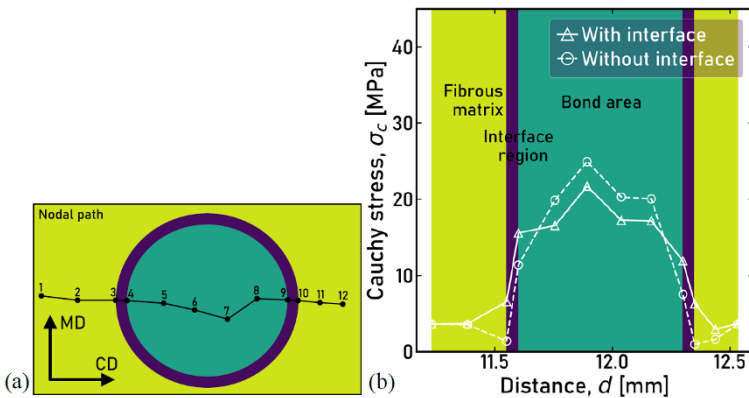 (a)
Nodal path
1 2 3 4 5 6 7 8 9 10 11 12
MD
CD
(b)
Cauchy stress, σc [MPa]
40
30
20
10
0
With interface
Without interface
Fibrous
matrix
Bond area
Interface
region
11.5 12.0 12.5
Distance, d [mm]